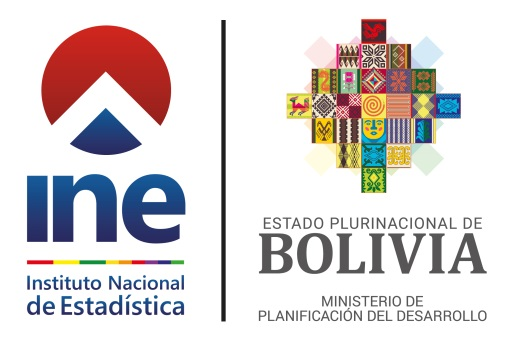 ine
Instituto Nacional
de Estadística
ESTADO PLURINACIONAL DE
BOLIVIA
MINISTERIO DE
PLANIFICACIÓN DEL DESARROLLO